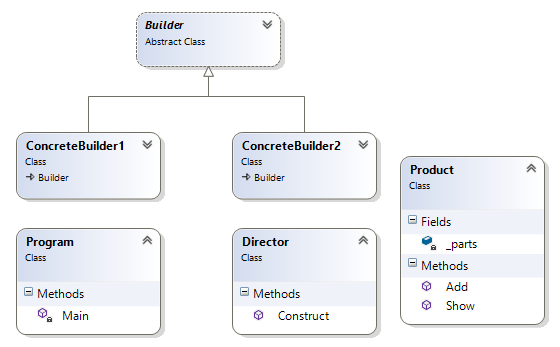 Builder
Abstract Class
ConcreteBuilder1
Class
Builder
ConcreteBuilder2
Class
Builder
Product
Class
Fields
_parts
Methods
Add
Show
Program
Class
Methods
Main
Director
Class
Methods
Construct